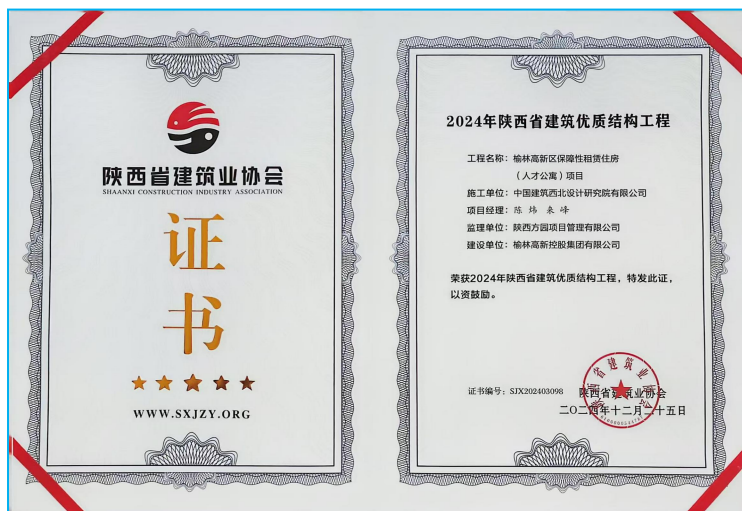 陕西省建筑业协会
SHAANXI CONSTRUCTION INDUSTRY ASSOCIATION
证
书
WWW.SXJZY.ORG
2024年陕西省建筑优质结构工程
工程名称：榆林高新区保障性租赁住房
（人才公寓）项目
施工单位：中国建筑西北设计研究院有限公司
项目经理：陈炜 来峰
监理单位：陕西方园项目管理有限公司
建设单位：榆林高新控股集团有限公司
荣获2024年陕西省建筑优质结构工程，特发此证，
以资鼓励。
证书编号：SJX202403098
陕西省建筑业协会
陕西省建筑业协会
二〇二四年十二月二十五日